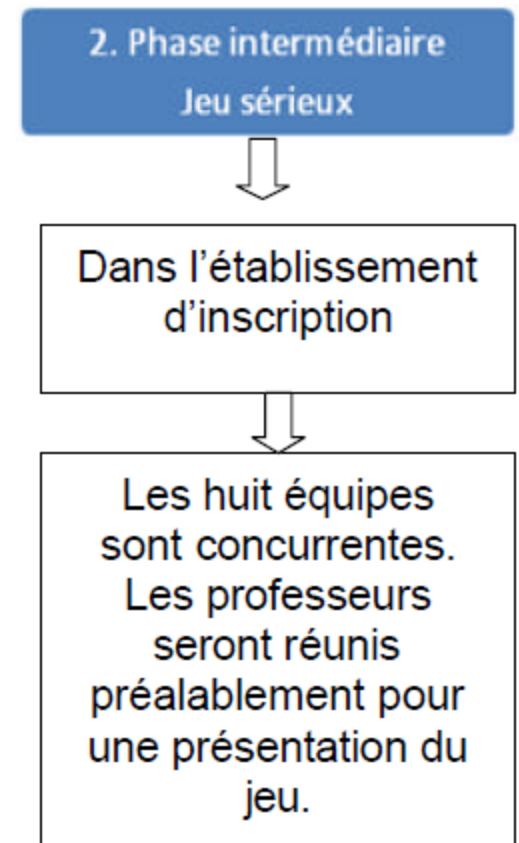 2. Phase intermédiaire
Jeu sérieux
Dans l’établissement
d’inscription
Les huit équipes
sont concurrentes.
Les professeurs
seront réunis
préalablement pour
une présentation du
jeu.